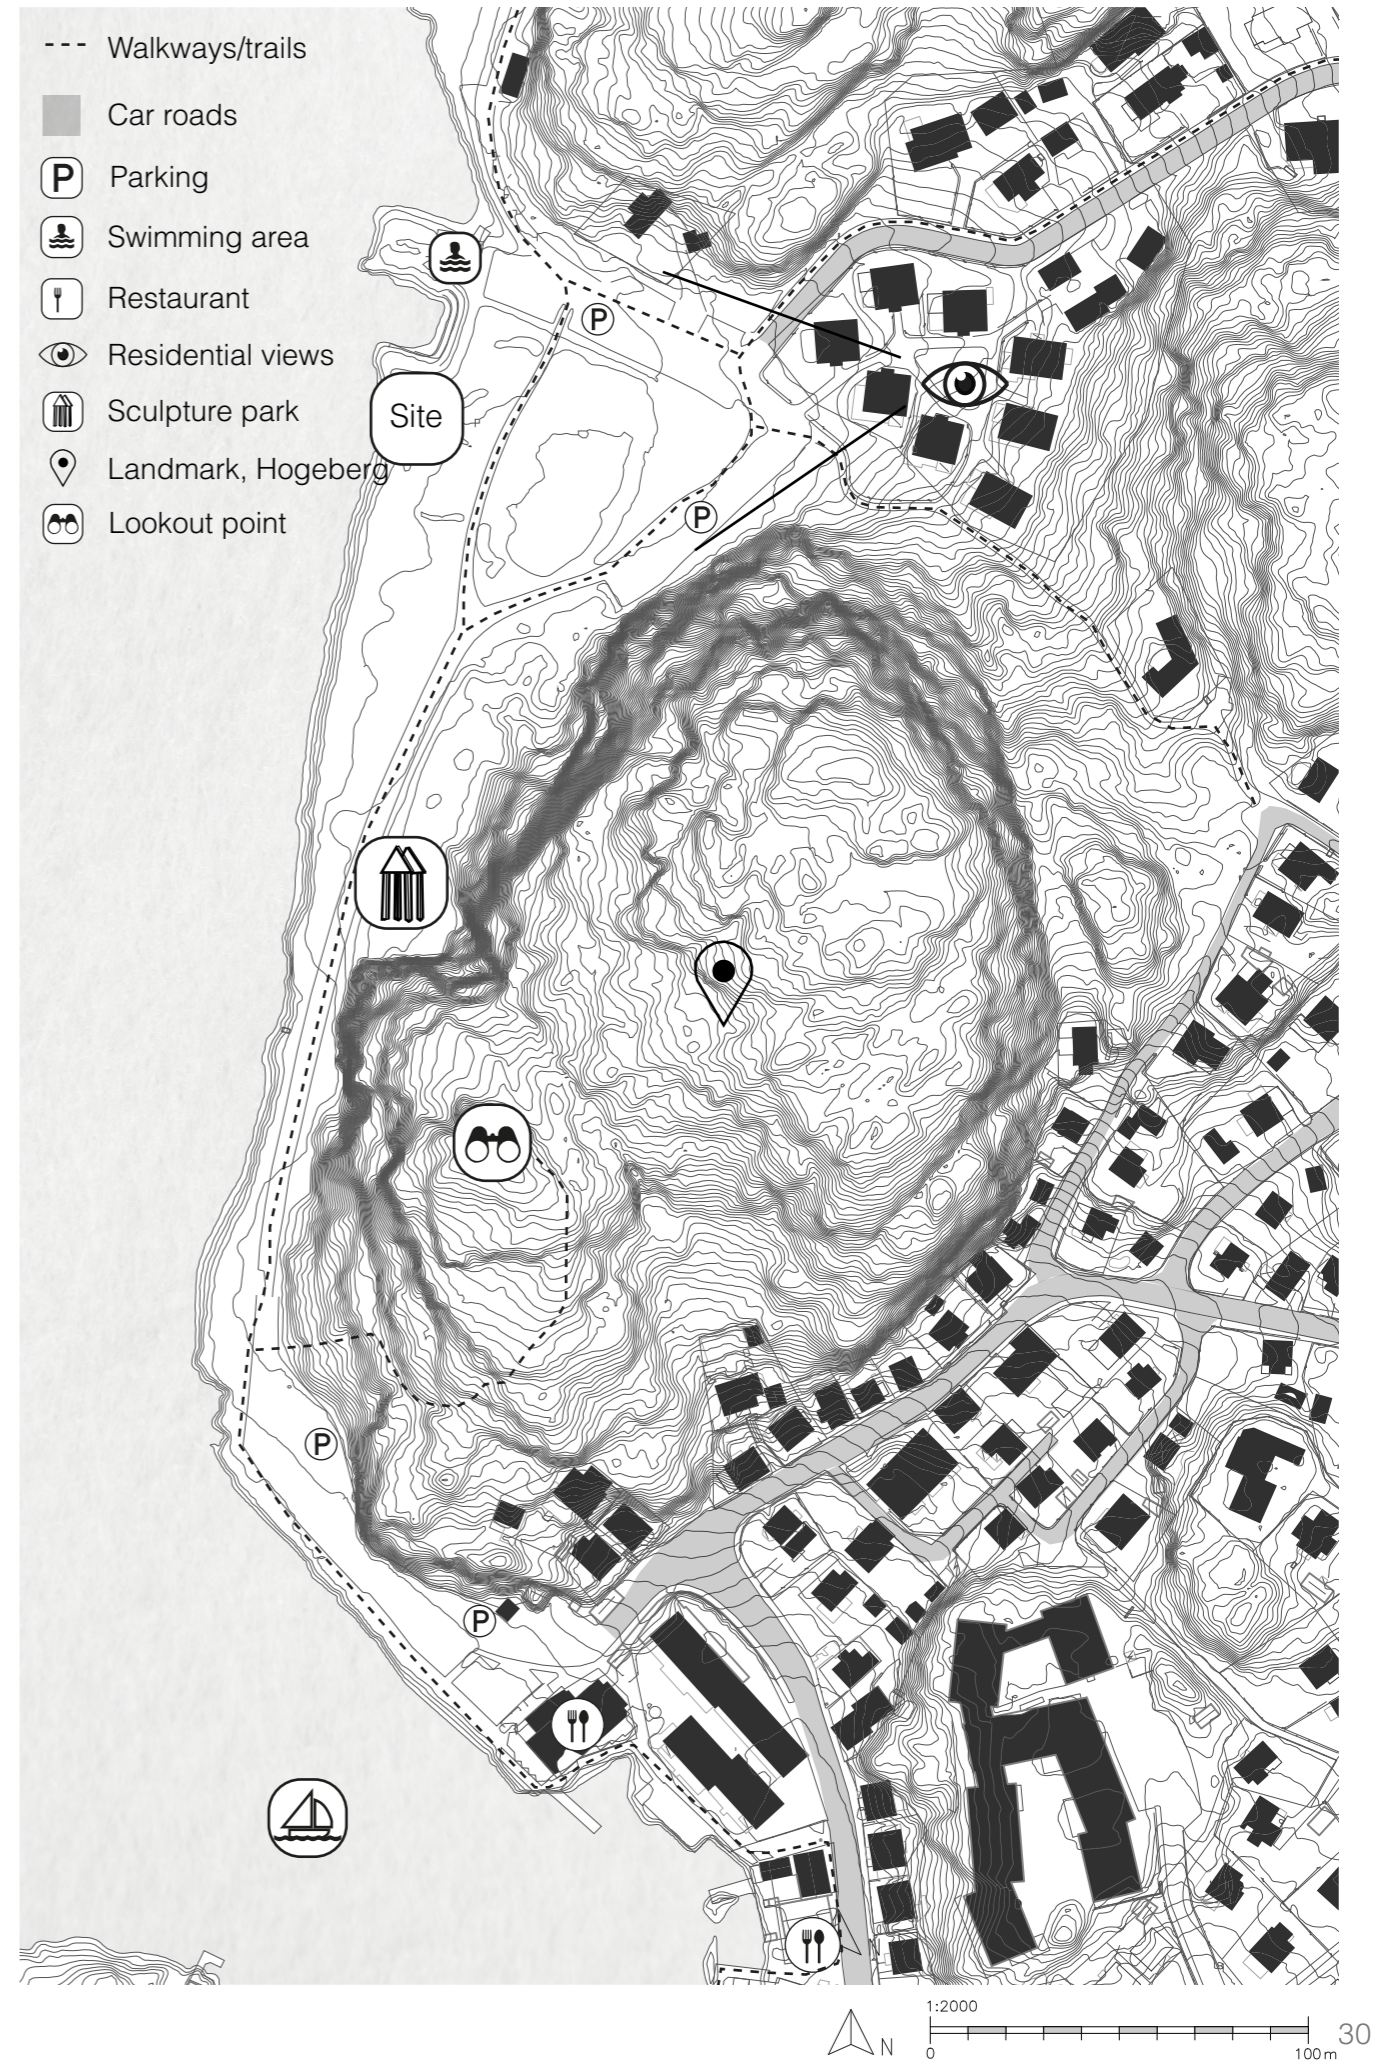 Walkways/trails
Car roads
P Parking
Swimming area
Restaurant
Residential views
Sculpture park
Landmark, Hogeberg
Lookout point
P
Site
P
P
P
N
1:2000
0
100m
30